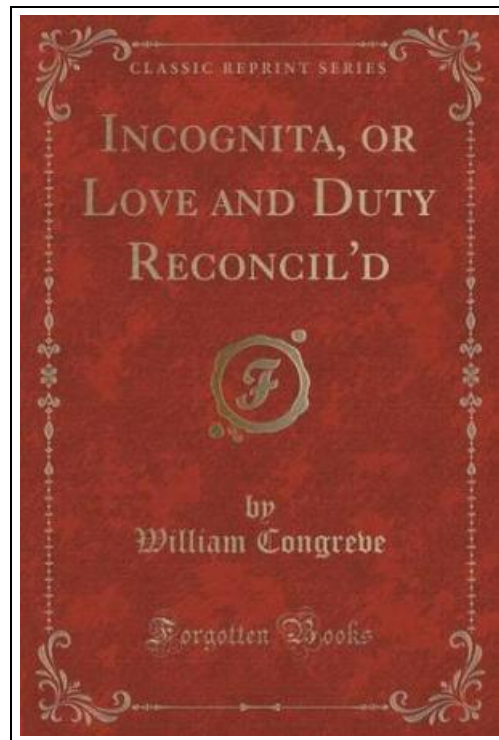 CLASSIC REPRINT SERIES
INCOGNITA, OR
LOVE AND DUTY
RECONCIL'D
F
by
William Congreve
Forgotten Books